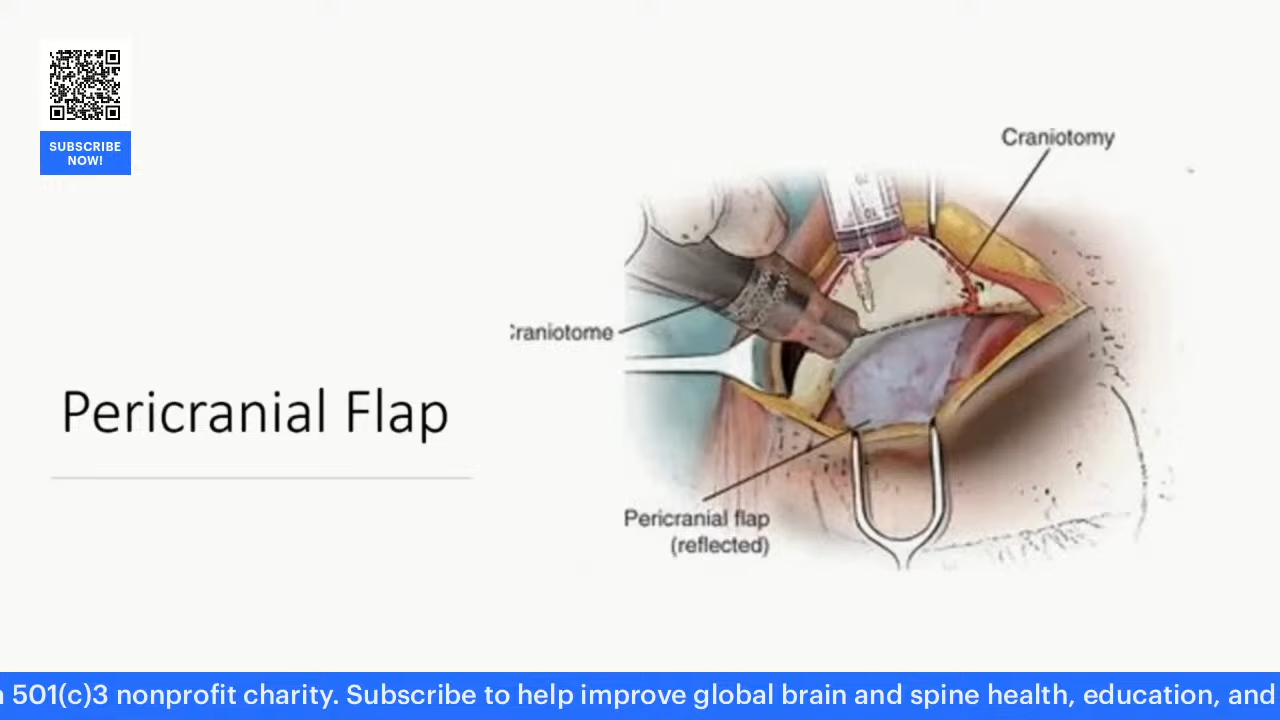 SUBSCRIBE
NOW!
Craniotomy
raniotome
Pericranial Flap
Pericranial flap
(reflected)
501(c)3 nonprofit charity. Subscribe to help improve global brain and spine health, education, and